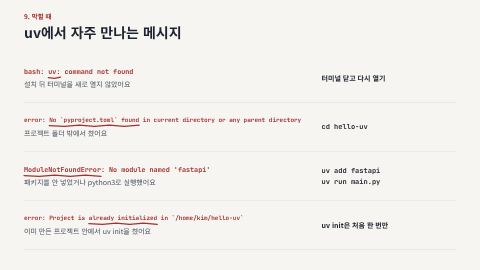 9. 막힐 때
uv에서 자주 만나는 메시지
bash: uv: command not found
설치 뒤 터미널을 새로 열지 않았어요
터미널 닫고 다시 열기
error: No `pyproject.toml` found in current directory or any parent directory
프로젝트 폴더 밖에서 쳤어요
cd hello-uv
ModuleNotFoundError: No module named 'fastapi'
패키지를 안 넣었거나 python3로 실행했어요
uv add fastapi
uv run main.py
error: Project is already initialized in `/home/kim/hello-uv`
이미 만든 프로젝트 안에서 uv init을 쳤어요
uv init은 처음 한 번만